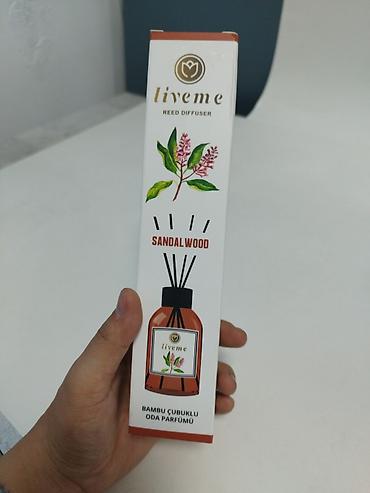 liveme
REED DIFFUSER
SANDALWOOD
liveme
BAMBU ÇUBUKLU
ODA PARFÜMÜ